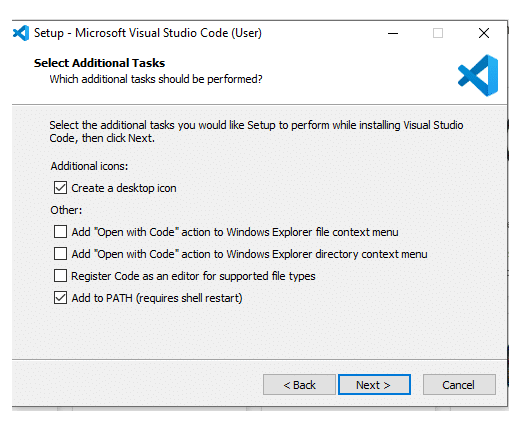 Setup - Microsoft Visual Studio Code (User)
Select Additional Tasks
Which additional tasks should be performed?
Select the additional tasks you would like Setup to perform while installing Visual Studio
Code, then click Next.
Additional icons:
Create a desktop icon
Other:
Add "Open with Code" action to Windows Explorer file context menu
Add "Open with Code" action to Windows Explorer directory context menu
Register Code as an editor for supported file types
Add to PATH (requires shell restart)
< Back Next > Cancel